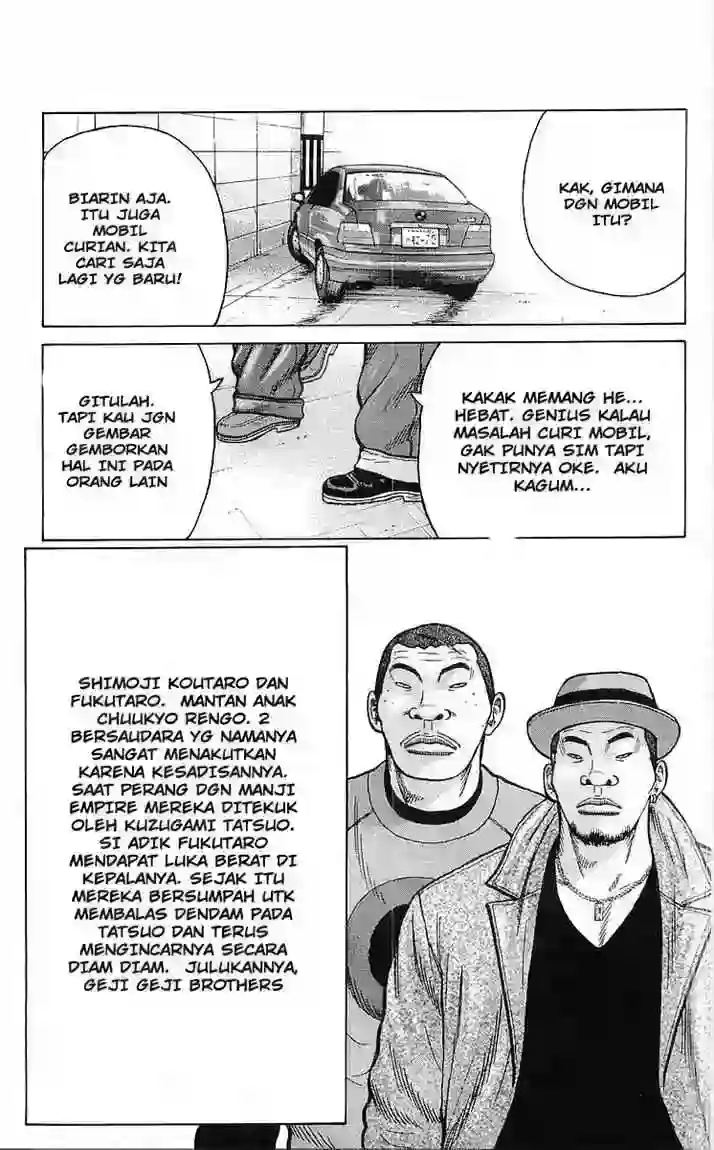 KAK, GIMANA
DGN MOBIL
ITU?
BIARIN AJA.
ITU JUGA
MOBIL
CURIAN. KITA
CARI SAJA
LAGI YG BARU!
KAKAK MEMANG HE...
HEBAT. GENIUS KALAU
MASALAH CURI MOBIL,
GAK PUNYA SIM TAPI
NYETIRNYA OKE. AKU
KAGUM...
GITULAH.
TAPI KAU JGN
GEMBAR
GEMBORKAN
HAL INI PADA
ORANG LAIN
SHIMOJI KOUTARO DAN
FUKUTARO. MANTAN ANAK
CHUUKYO RENGO. 2
BERSAUDARA YG NAMANYA
SANGAT MENAKUTKAN
KARENA KESADISANNYA.
SAAT PERANG DGN MANJI
EMPIRE MEREKA DITEKUK
OLEH KUZUGAMI TATSUO.
SI ADIK FUKUTARO
MENDAPAT LUKA BERAT DI
KEPALANYA. SEJAK ITU
MEREKA BERSUMPAH UTK
MEMBALAS DENDAM PADA
TATSUO DAN TERUS
MENGINCARNYA SECARA
DIAM DIAM. JULUKANNYA,
GEJI GEJI BROTHERS